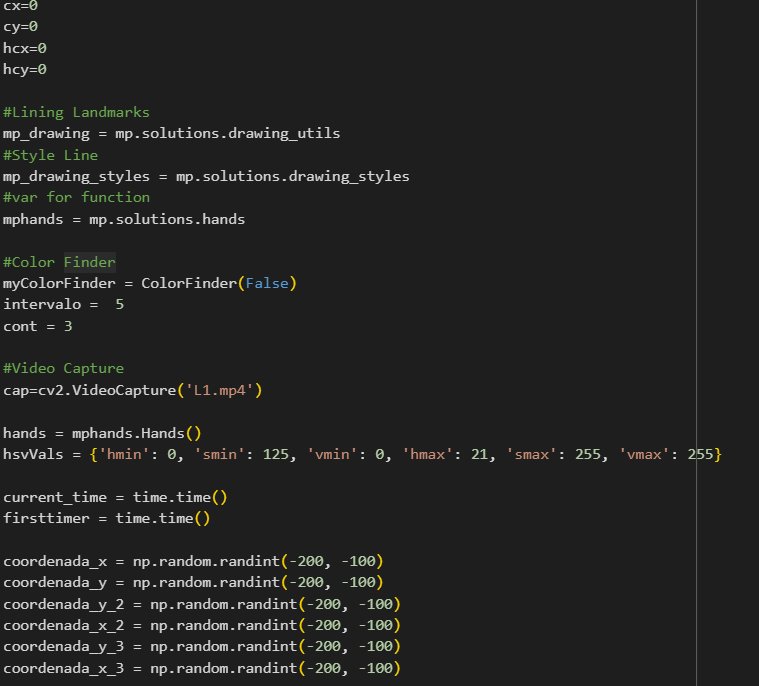 cx=0
cy=0
hcx=0
hcy=0
#Lining Landmarks
mp_drawing = mp.solutions.drawing_utils
#Style Line
mp_drawing_styles = mp.solutions.drawing_styles
#var for function
mphands = mp.solutions.hands
#Color Finder
myColorFinder = ColorFinder(False)
intervalo =  5
cont = 3
#Video Capture
cap=cv2.VideoCapture('L1.mp4')
hands = mphands.Hands()
hsvVals = {'hmin': 0, 'smin': 125, 'vmin': 0, 'hmax': 21, 'smax': 255, 'vmax': 255}
current_time = time.time()
firsttimer = time.time()
coordenada_x = np.random.randint(-200, -100)
coordenada_y = np.random.randint(-200, -100)
coordenada_y_2 = np.random.randint(-200, -100)
coordenada_x_2 = np.random.randint(-200, -100)
coordenada_y_3 = np.random.randint(-200, -100)
coordenada_x_3 = np.random.randint(-200, -100)